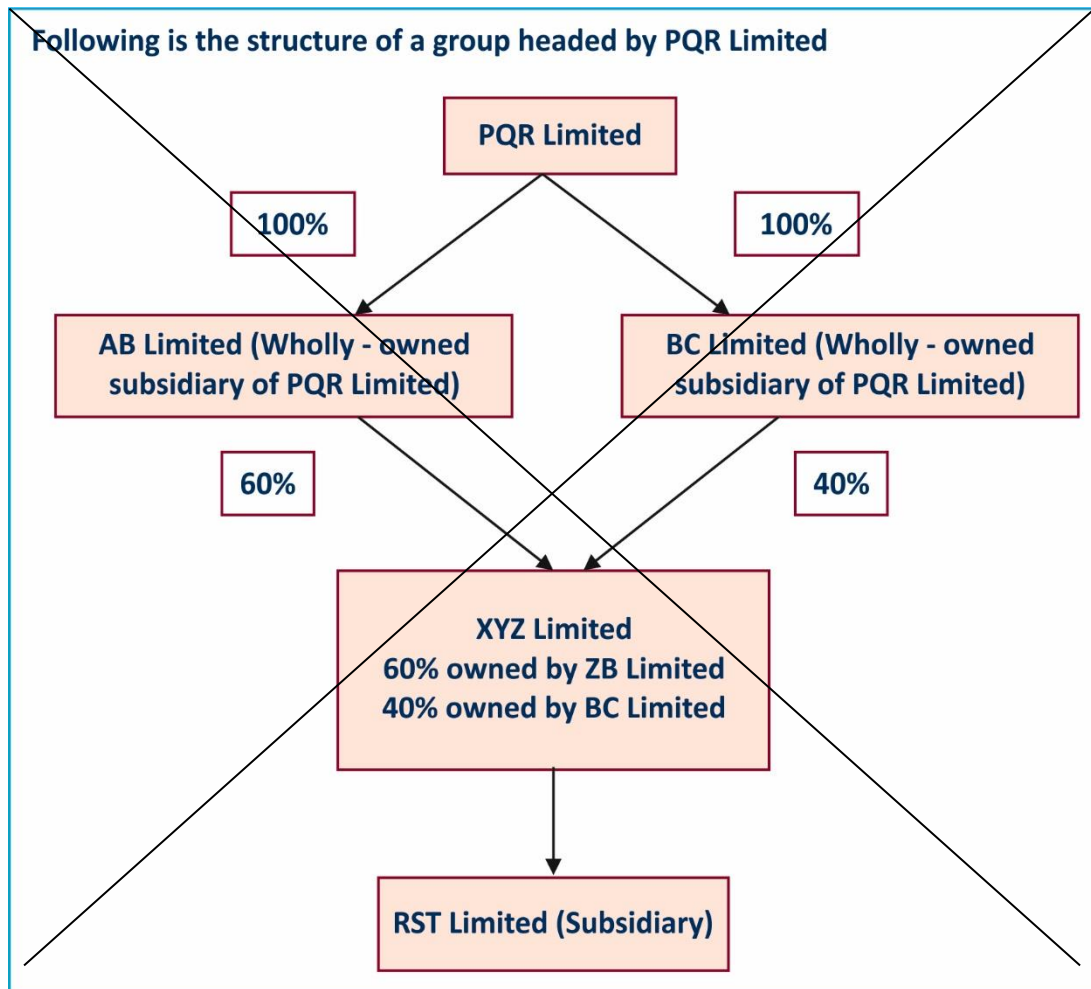 Following is the structure of a group headed by PQR Limited
PQR Limited
100%
100%
AB Limited (Wholly - owned
subsidiary of PQR Limited)
BC Limited (Wholly - owned
subsidiary of PQR Limited)
60%
40%
XYZ Limited
60% owned by ZB Limited
40% owned by BC Limited
RST Limited (Subsidiary)